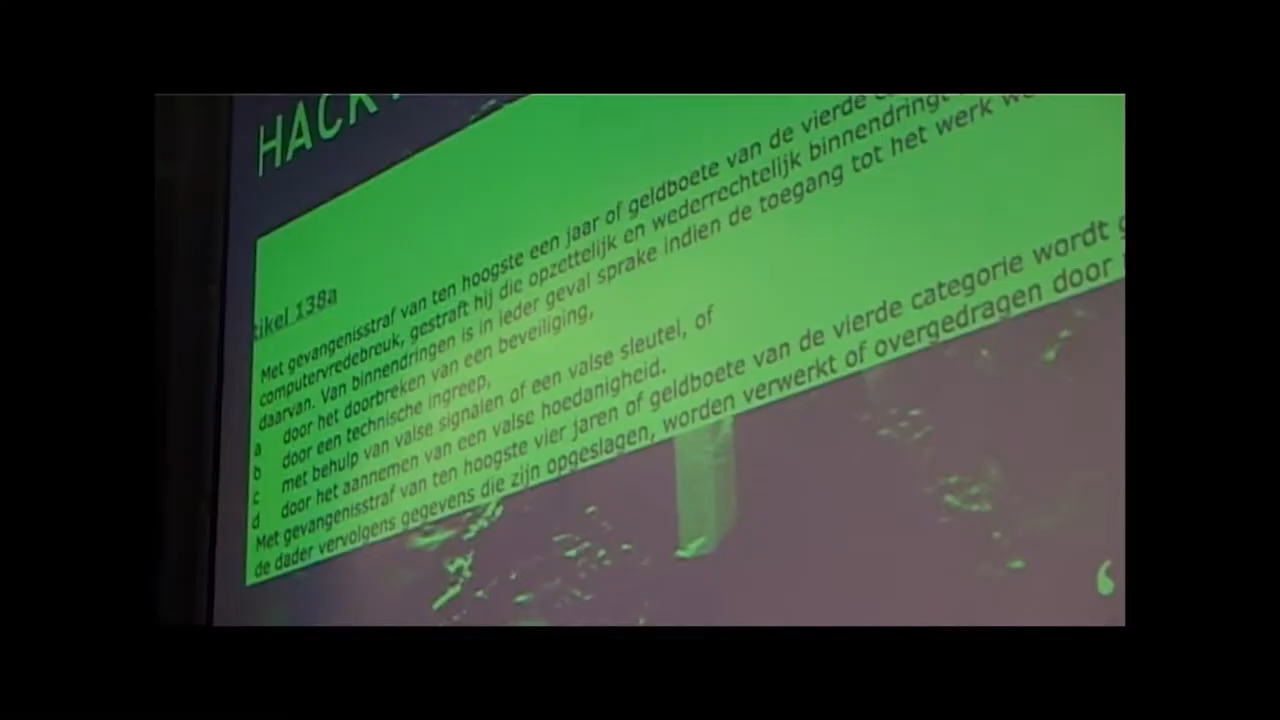 HACK
tikel 138a
Met gevangenisstraf van ten hoogste een jaar of geldboete van de vierde
computervredebreuk, gestraft hij die opzettelijk en wederrechtelijk binnendringt
daarvan. Van binnendringen is in ieder geval sprake indien de toegang tot het werk
a door het doorbreken van een beveiliging,
b door een technische ingreep,
c met behulp van valse signalen of een valse sleutel, of
d door het aannemen van een valse hoedanigheid.
Met gevangenisstraf van ten hoogste vier jaren of geldboete van de vierde categorie wordt
de dader vervolgens gegevens die zijn opgeslagen, worden verwerkt of overgedragen door